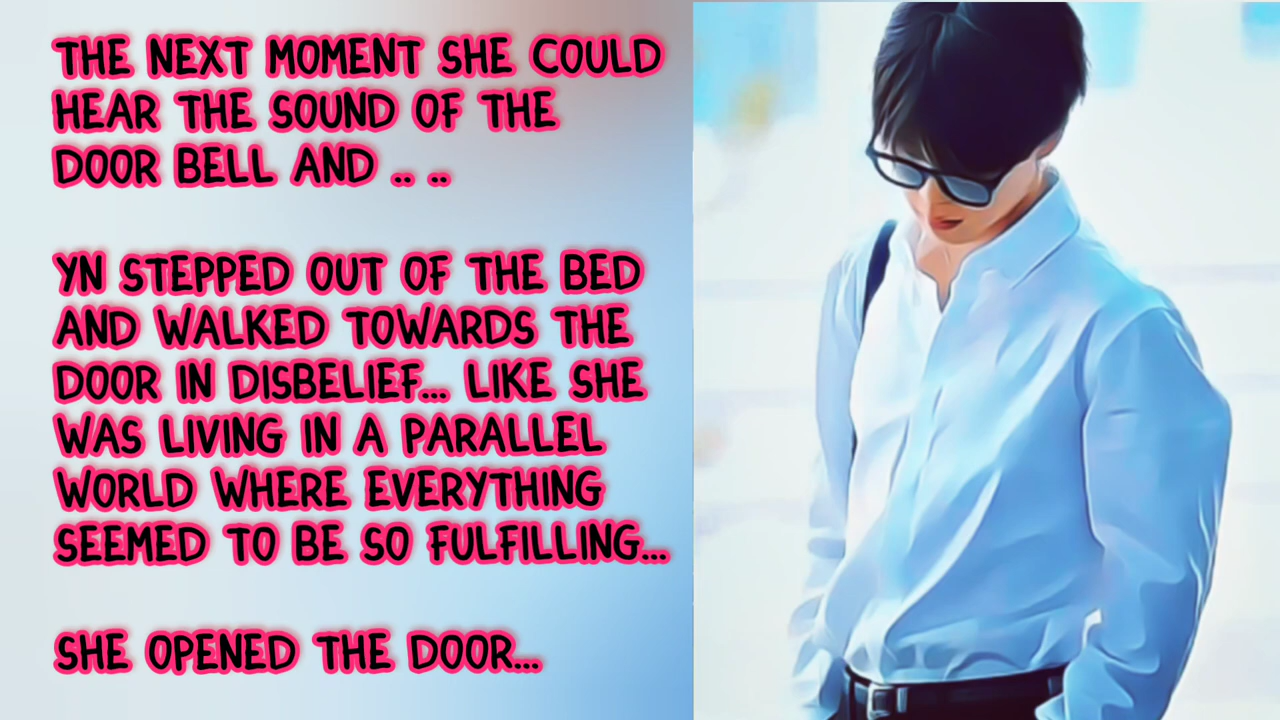 THE NEXT MOMENT SHE COULD
HEAR THE SOUND OF THE
DOOR BELL AND .. ..
YN STEPPED OUT OF THE BED
AND WALKED TOWARDS THE
DOOR IN DISBELIEF... LIKE SHE
WAS LIVING IN A PARALLEL
WORLD WHERE EVERYTHING
SEEMED TO BE SO FULFILLING...
SHE OPENED THE DOOR...